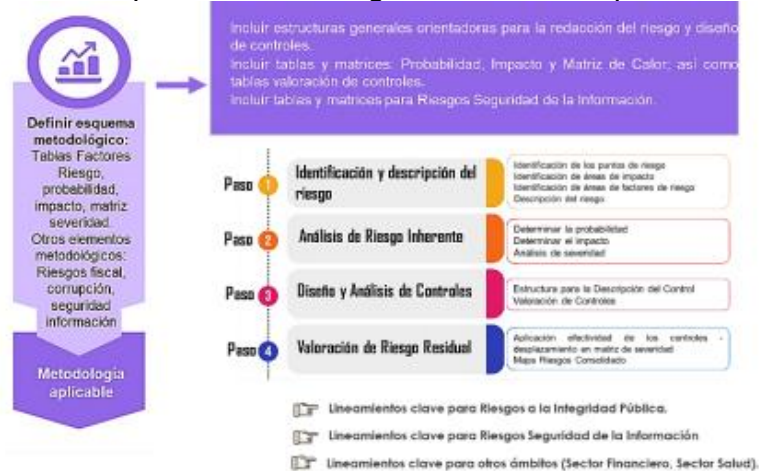 Incluir estructuras generales orientadoras para la redacción del riesgo y diseño
de controles.
Incluir tablas y matrices: Probabilidad, Impacto y Matriz de Calor; así como
tablas valoración de controles.
Incluir tablas y matrices para Riesgos Seguridad de la Información.
Definir esquema
metodológico:
Tablas Factores
Riesgo,
probabilidad,
impacto, matriz
severidad.
Otros elementos
metodológicos:
Riesgos fiscal,
corrupción,
seguridad
información
Metodología
aplicable
Paso 1
Identificación y descripción del
riesgo
Identificación de los puntos de riesgo
Identificación de áreas de impacto
Identificación de áreas de factores de riesgo
Descripción del riesgo
Paso 2
Análisis de Riesgo Inherente
Determinar la probabilidad
Determinar el impacto
Análisis de severidad
Paso 3
Diseño y Análisis de Controles
Estructura para la Descripción del Control
Valoración de Controles
Paso 4
Valoración de Riesgo Residual
Aplicación efectividad de los controles -
desplazamiento en matriz de severidad
Mapa Riesgos Consolidado
Lineamientos clave para Riesgos a la Integridad Pública.
Lineamientos clave para Riesgos Seguridad de la Información
Lineamientos clave para otros ámbitos (Sector Financiero, Sector Salud).